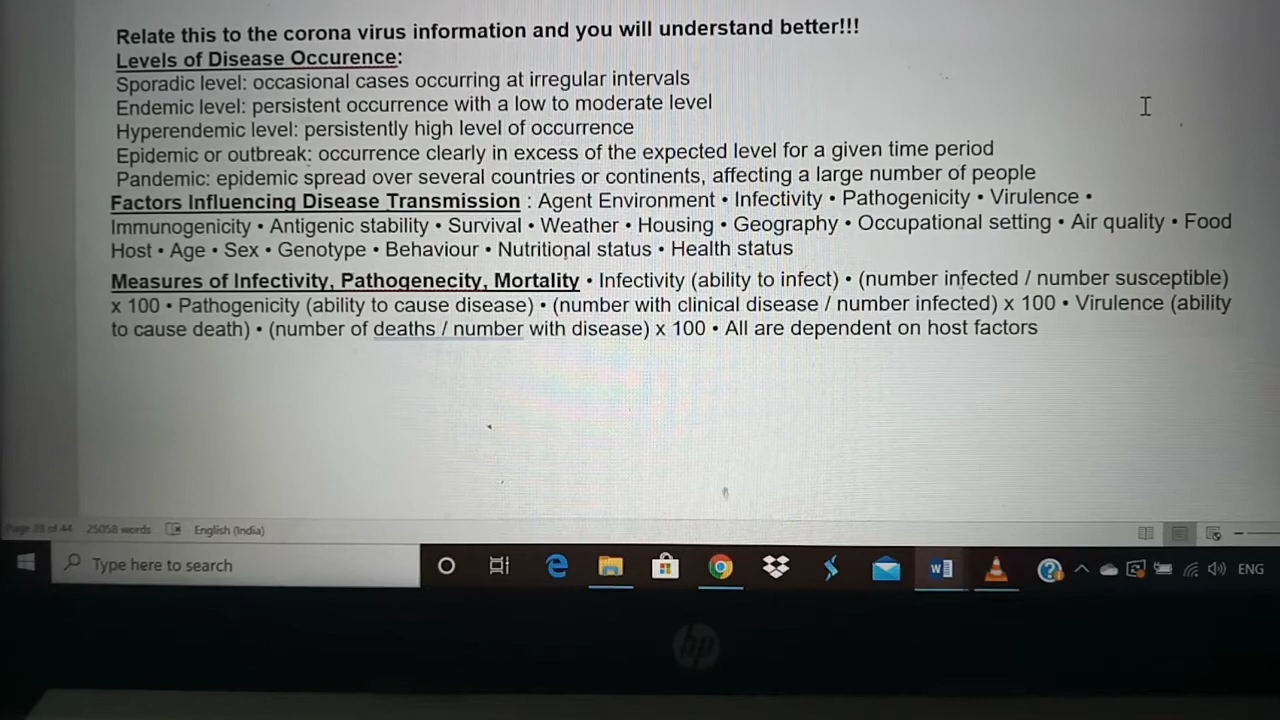 Relate this to the corona virus information and you will understand better!!!
Levels of Disease Occurence:
Sporadic level: occasional cases occurring at irregular intervals
Endemic level: persistent occurrence with a low to moderate level
Hyperendemic level: persistently high level of occurrence
Epidemic or outbreak: occurrence clearly in excess of the expected level for a given time period
Pandemic: epidemic spread over several countries or continents, affecting a large number of people
Factors Influencing Disease Transmission : Agent Environment • Infectivity • Pathogenicity • Virulence •
Immunogenicity • Antigenic stability • Survival • Weather • Housing • Geography • Occupational setting • Air quality • Food
Host • Age • Sex • Genotype • Behaviour • Nutritional status • Health status
Measures of Infectivity, Pathogenecity, Mortality • Infectivity (ability to infect) • (number infected / number susceptible)
x 100 • Pathogenicity (ability to cause disease) • (number with clinical disease / number infected) x 100 • Virulence (ability
to cause death) • (number of deaths / number with disease) x 100 • All are dependent on host factors
Page of 44 25058 words English (India)
Type here to search ENG
hp